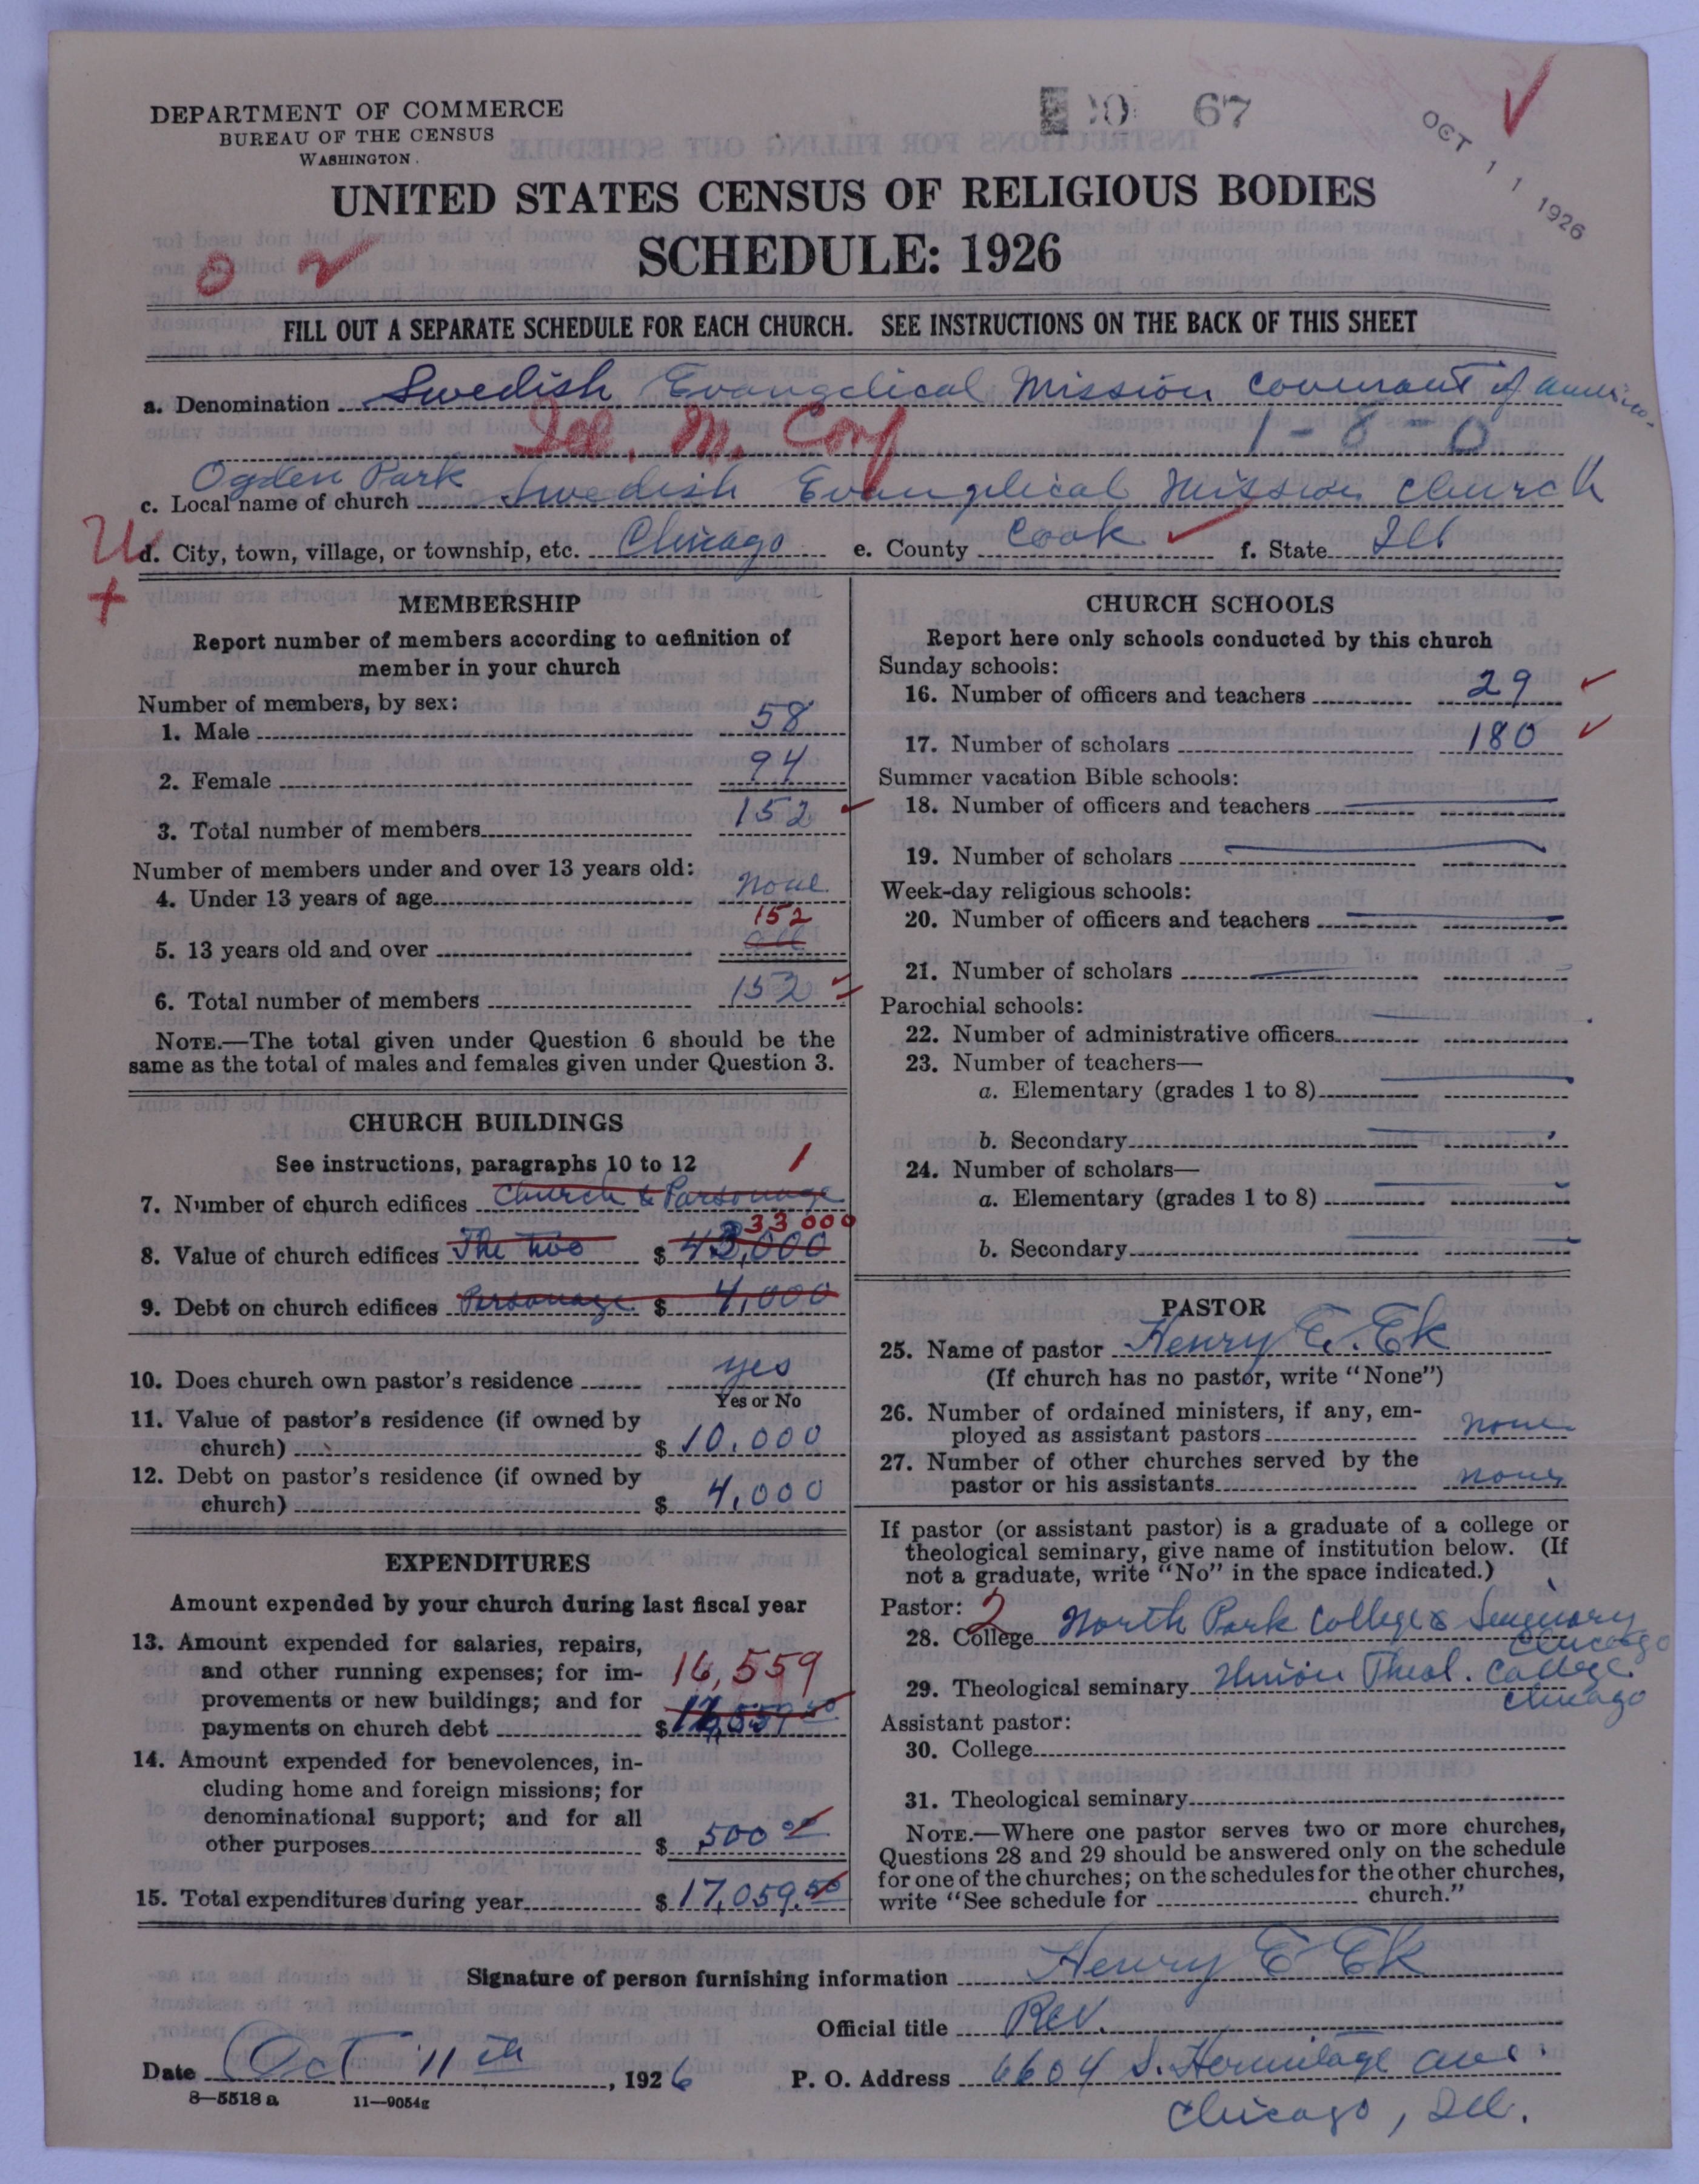 DEPARTMENT OF COMMERCE
BUREAU OF THE CENSUS
WASHINGTON
67
OCT 11 1926
UNITED STATES CENSUS OF RELIGIOUS BODIES
SCHEDULE: 1926
FILL OUT A SEPARATE SCHEDULE FOR EACH CHURCH. SEE INSTRUCTIONS ON THE BACK OF THIS SHEET
a. Denomination Swedish Evangelical Mission Covenant of America
1-8-0
Ogden Park
c. Local name of church Swedish Evangelical Mission Church
d. City, town, village, or township, etc. Chicago e. County Cook f. State Ill
MEMBERSHIP
Report number of members according to definition of
member in your church
Number of members, by sex:
1. Male 58
2. Female 94
3. Total number of members 152
Number of members under and over 13 years old:
4. Under 13 years of age none
152
5. 13 years old and over all
6. Total number of members 152
NOTE.—The total given under Question 6 should be the
same as the total of males and females given under Question 3.
CHURCH BUILDINGS
See instructions, paragraphs 10 to 12 1
7. Number of church edifices Church & Parsonage
33000
8. Value of church edifices The two $ 43,000
9. Debt on church edifices Parsonage $ 4,000
10. Does church own pastor's residence yes
Yes or No
11. Value of pastor's residence (if owned by
church) $ 10,000
12. Debt on pastor's residence (if owned by
church) $ 4,000
EXPENDITURES
Amount expended by your church during last fiscal year
13. Amount expended for salaries, repairs,
and other running expenses; for im-
16,559
provements or new buildings; and for
payments on church debt $
14. Amount expended for benevolences, in-
cluding home and foreign missions; for
denominational support; and for all
other purposes $ 500 00
15. Total expenditures during year $ 17,059.50
CHURCH SCHOOLS
Report here only schools conducted by this church
Sunday schools:
16. Number of officers and teachers 29
17. Number of scholars 180
Summer vacation Bible schools:
18. Number of officers and teachers
19. Number of scholars
Week-day religious schools:
20. Number of officers and teachers
21. Number of scholars
Parochial schools:
22. Number of administrative officers
23. Number of teachers—
a. Elementary (grades 1 to 8)
b. Secondary
24. Number of scholars—
a. Elementary (grades 1 to 8)
b. Secondary
PASTOR
25. Name of pastor Henry E. Ek
(If church has no pastor, write "None")
26. Number of ordained ministers, if any, em-
ployed as assistant pastors none
27. Number of other churches served by the
pastor or his assistants none
If pastor (or assistant pastor) is a graduate of a college or
theological seminary, give name of institution below. (If
not a graduate, write "No" in the space indicated.)
Pastor: 2
28. College North Park College & Seminary
Chicago
29. Theological seminary Union Theol. College
Chicago
Assistant pastor:
30. College
31. Theological seminary
NOTE.—Where one pastor serves two or more churches,
Questions 28 and 29 should be answered only on the schedule
for one of the churches; on the schedules for the other churches,
write "See schedule for church."
Signature of person furnishing information Henry E Ek
Official title Rev.
Date Oct 11th, 1926 P. O. Address 6604 S. Hermitage ave.
Chicago, Ill.
8—5518 a 11—9054g